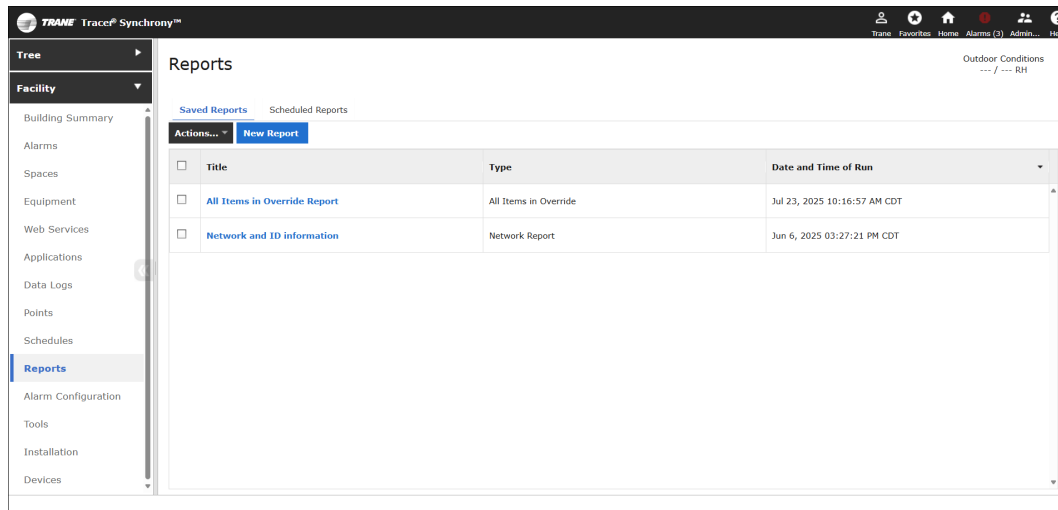 TRANE Tracer® Synchrony™
Trane Favorites Home Alarms (3) Admin...
Tree
Facility
Building Summary
Alarms
Spaces
Equipment
Web Services
Applications
Data Logs
Points
Schedules
Reports
Alarm Configuration
Tools
Installation
Devices
Reports
Outdoor Conditions
--- / --- RH
Saved Reports Scheduled Reports
Actions... New Report
Title Type Date and Time of Run
All Items in Override Report All Items in Override Jul 23, 2025 10:16:57 AM CDT
Network and ID information Network Report Jun 6, 2025 03:27:21 PM CDT